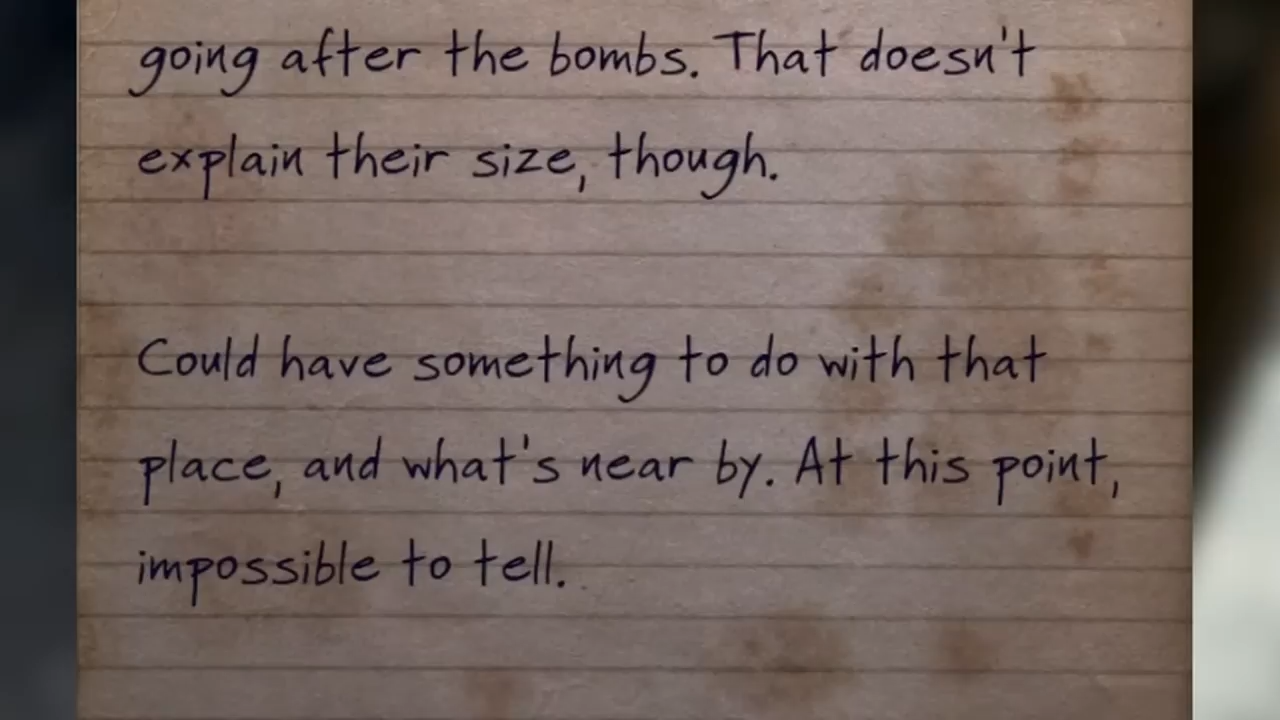 going after the bombs. That doesn't
explain their size, though.
Could have something to do with that
place, and what's near by. At this point,
impossible to tell.